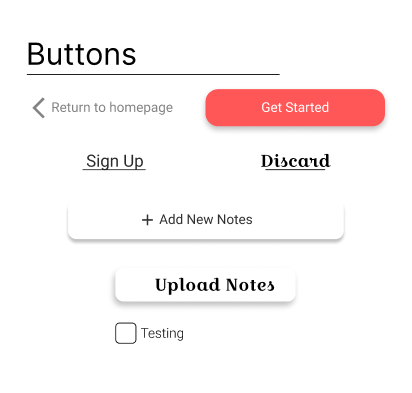 Buttons
Return to homepage
Get Started
Sign Up
Discard
+ Add New Notes
Upload Notes
Testing